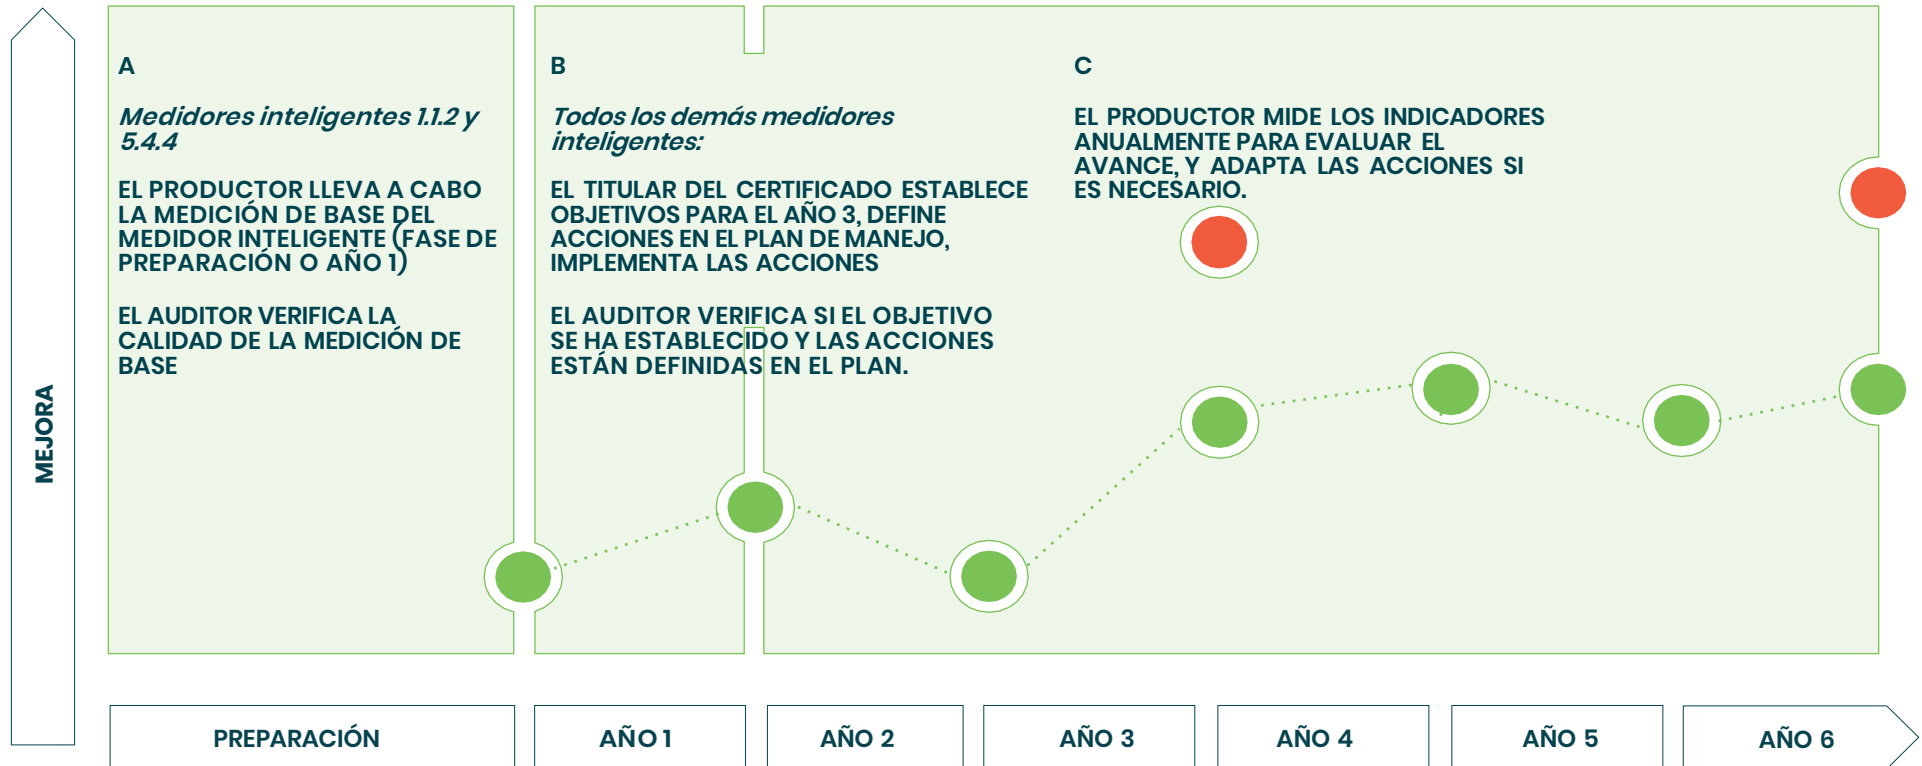 MEJORA
A
Medidores inteligentes 1.1.2 y
5.4.4
EL PRODUCTOR LLEVA A CABO
LA MEDICIÓN DE BASE DEL
MEDIDOR INTELIGENTE (FASE DE
PREPARACIÓN O AÑO 1)
EL AUDITOR VERIFICA LA
CALIDAD DE LA MEDICIÓN DE
BASE
B
Todos los demás medidores
inteligentes:
EL TITULAR DEL CERTIFICADO ESTABLECE
OBJETIVOS PARA EL AÑO 3, DEFINE
ACCIONES EN EL PLAN DE MANEJO,
IMPLEMENTA LAS ACCIONES
EL AUDITOR VERIFICA SI EL OBJETIVO
SE HA ESTABLECIDO Y LAS ACCIONES
ESTÁN DEFINIDAS EN EL PLAN.
C
EL PRODUCTOR MIDE LOS INDICADORES
ANUALMENTE PARA EVALUAR EL
AVANCE, Y ADAPTA LAS ACCIONES SI
ES NECESARIO.
PREPARACIÓN
AÑO 1
AÑO 2
AÑO 3
AÑO 4
AÑO 5
AÑO 6